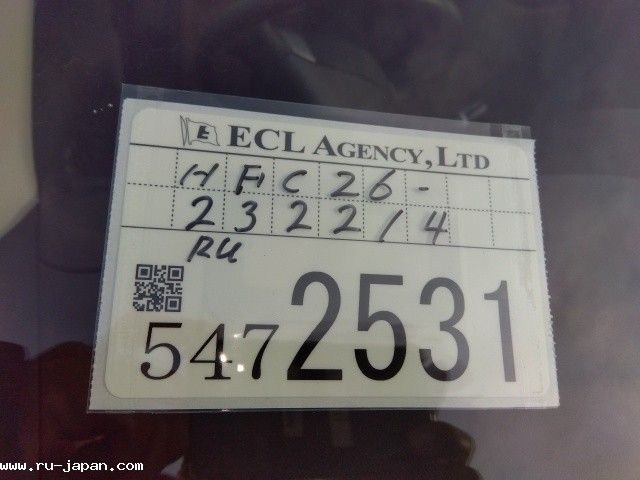 E ECL AGENCY, LTD
HFC26-
232214
RU
5472531
www.ru-japan.com